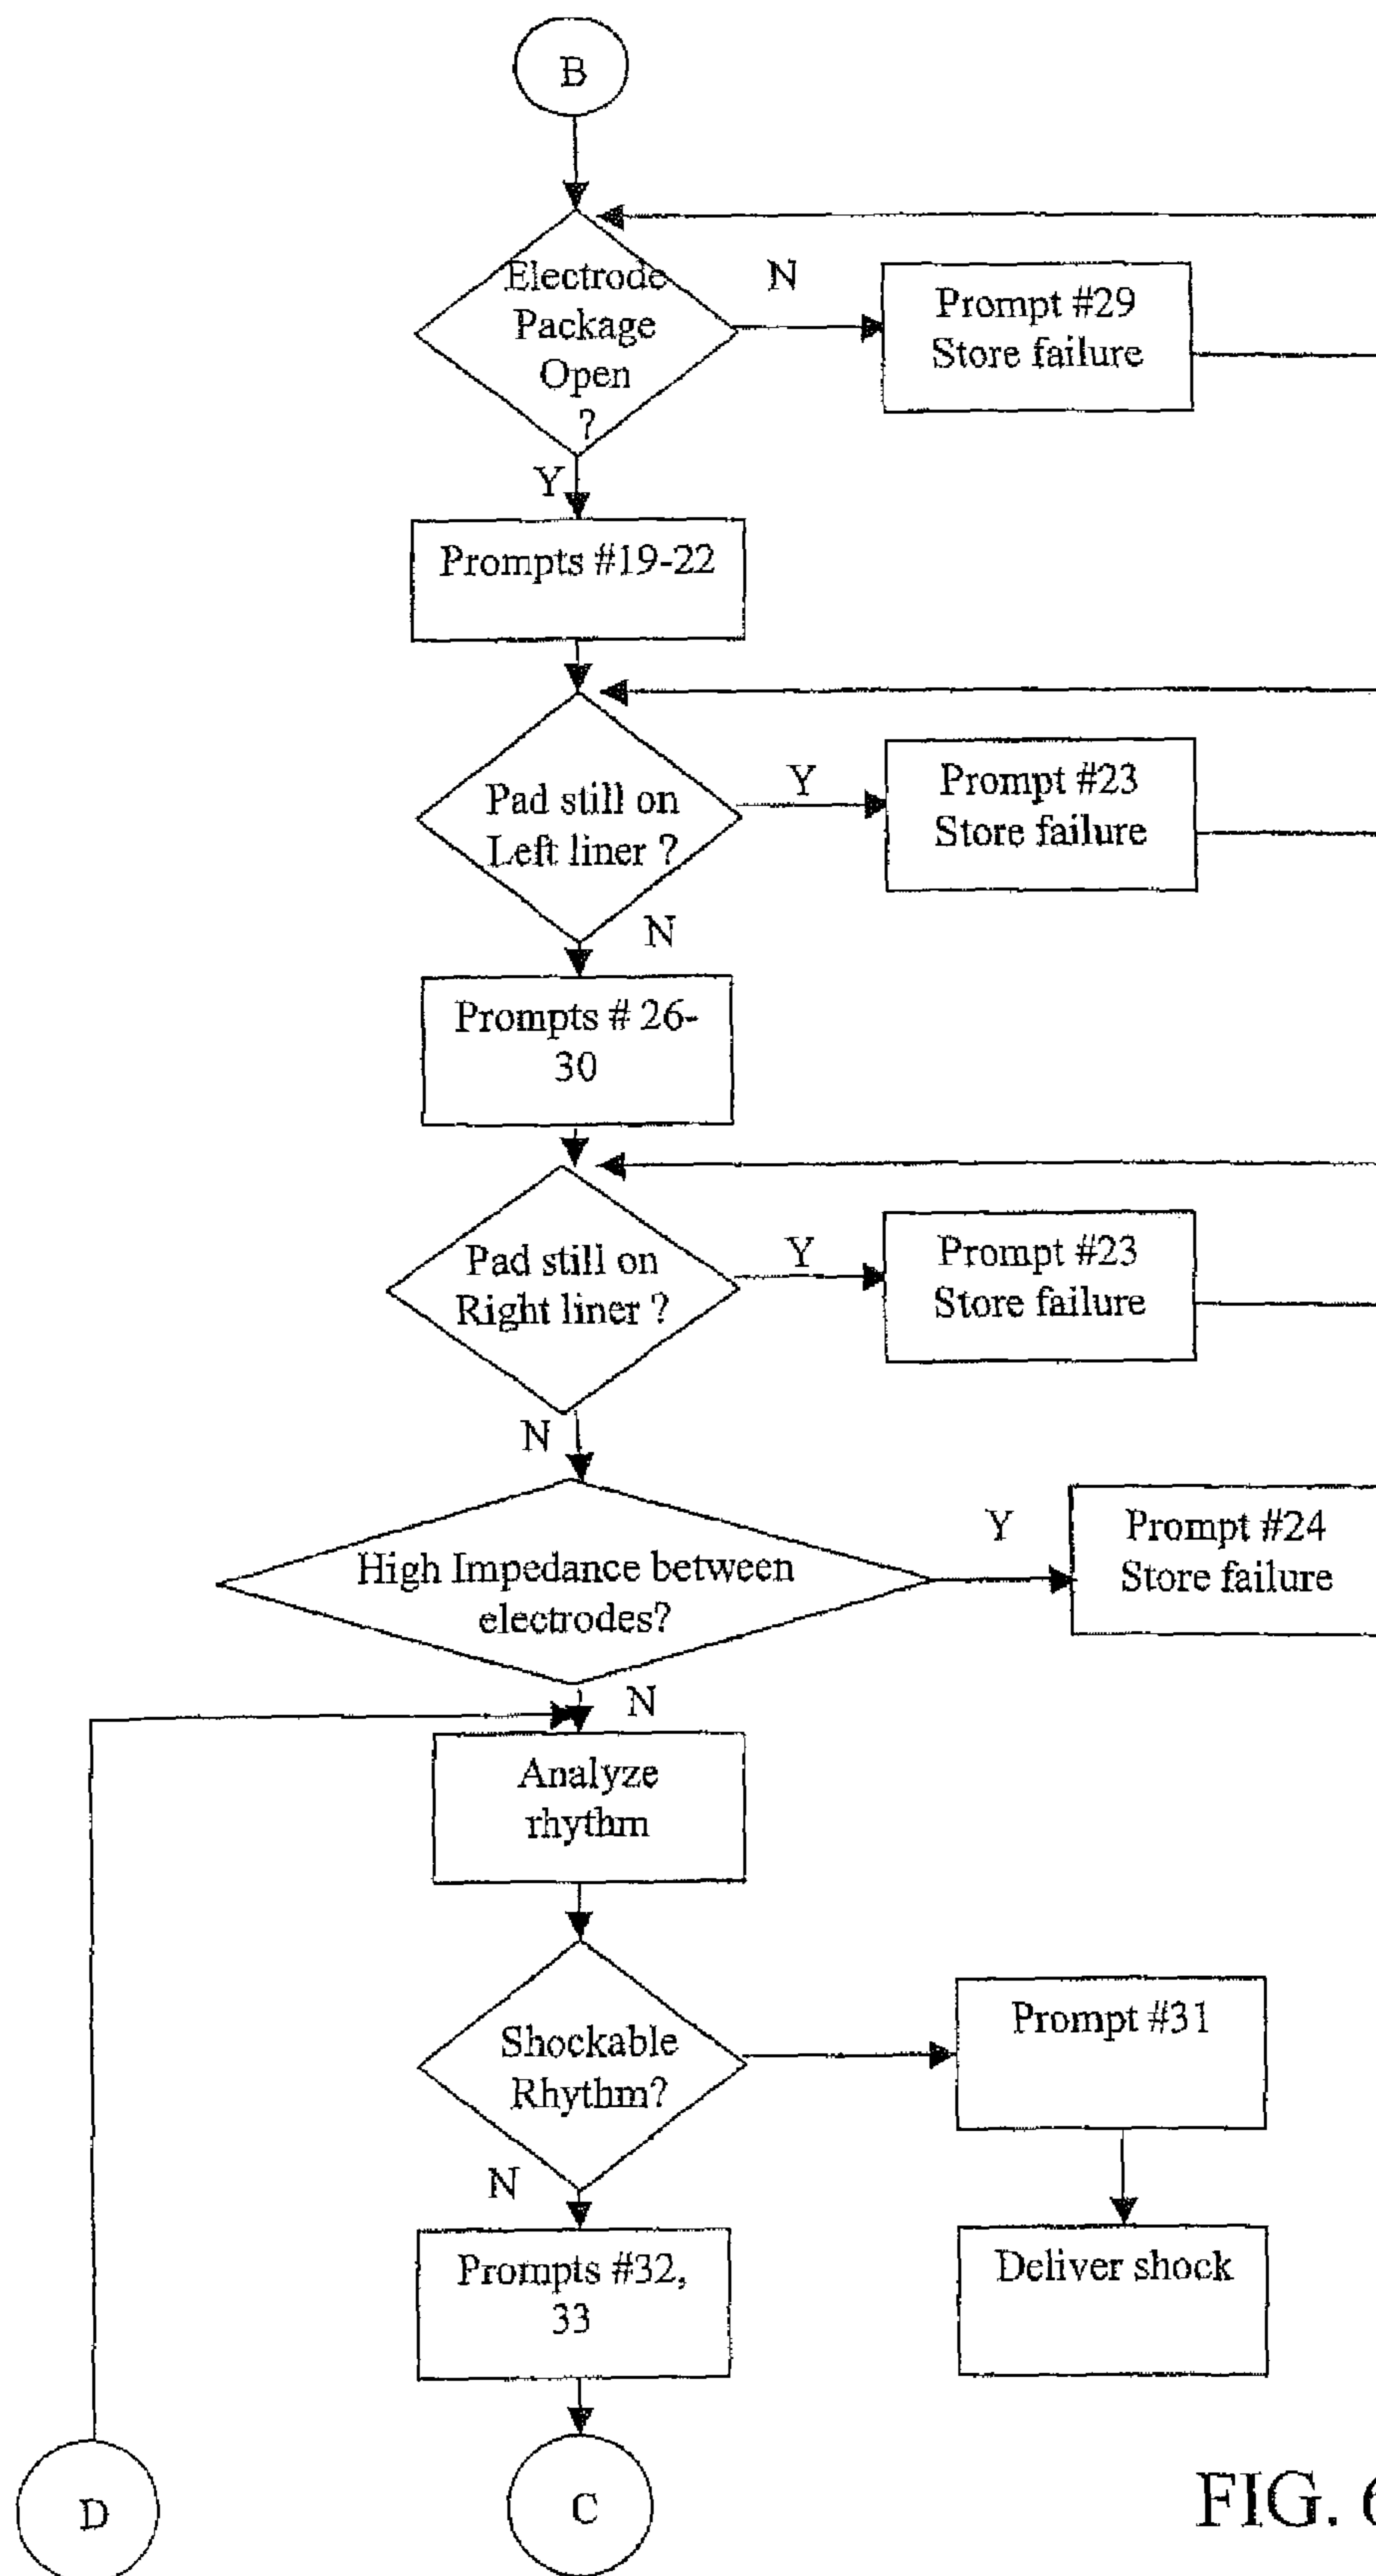 B
Electrode
Package
Open
?
N
Prompt #29
Store failure
Y
Prompts #19-22
Pad still on
Left liner ?
Y
Prompt #23
Store failure
N
Prompts # 26-
30
Pad still on
Right liner ?
Y
Prompt #23
Store failure
N
High Impedance between
electrodes?
Y
Prompt #24
Store failure
N
Analyze
rhythm
Shockable
Rhythm?
Prompt #31
N
Prompts #32,
33
Deliver shock
D
C
FIG. 6